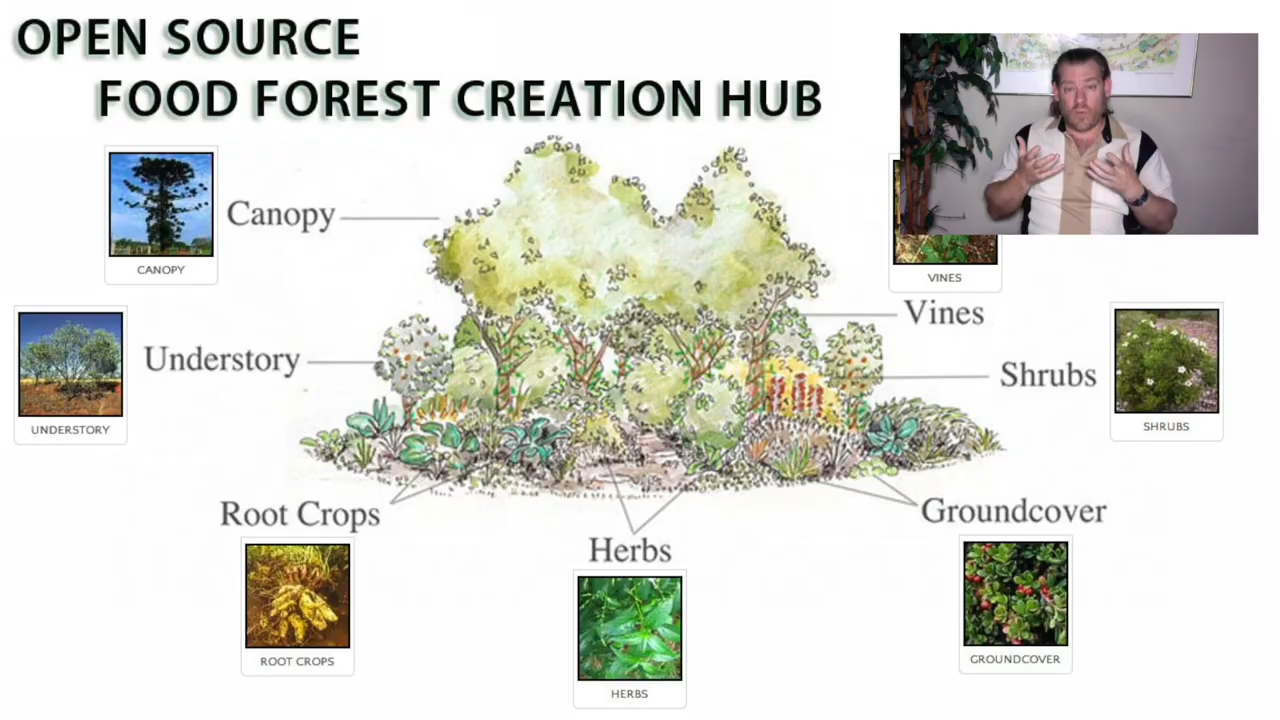 OPEN SOURCE
FOOD FOREST CREATION HUB
Canopy
CANOPY
VINES
Vines
Understory
UNDERSTORY
Shrubs
SHRUBS
Root Crops
ROOT CROPS
Herbs
HERBS
Groundcover
GROUNDCOVER